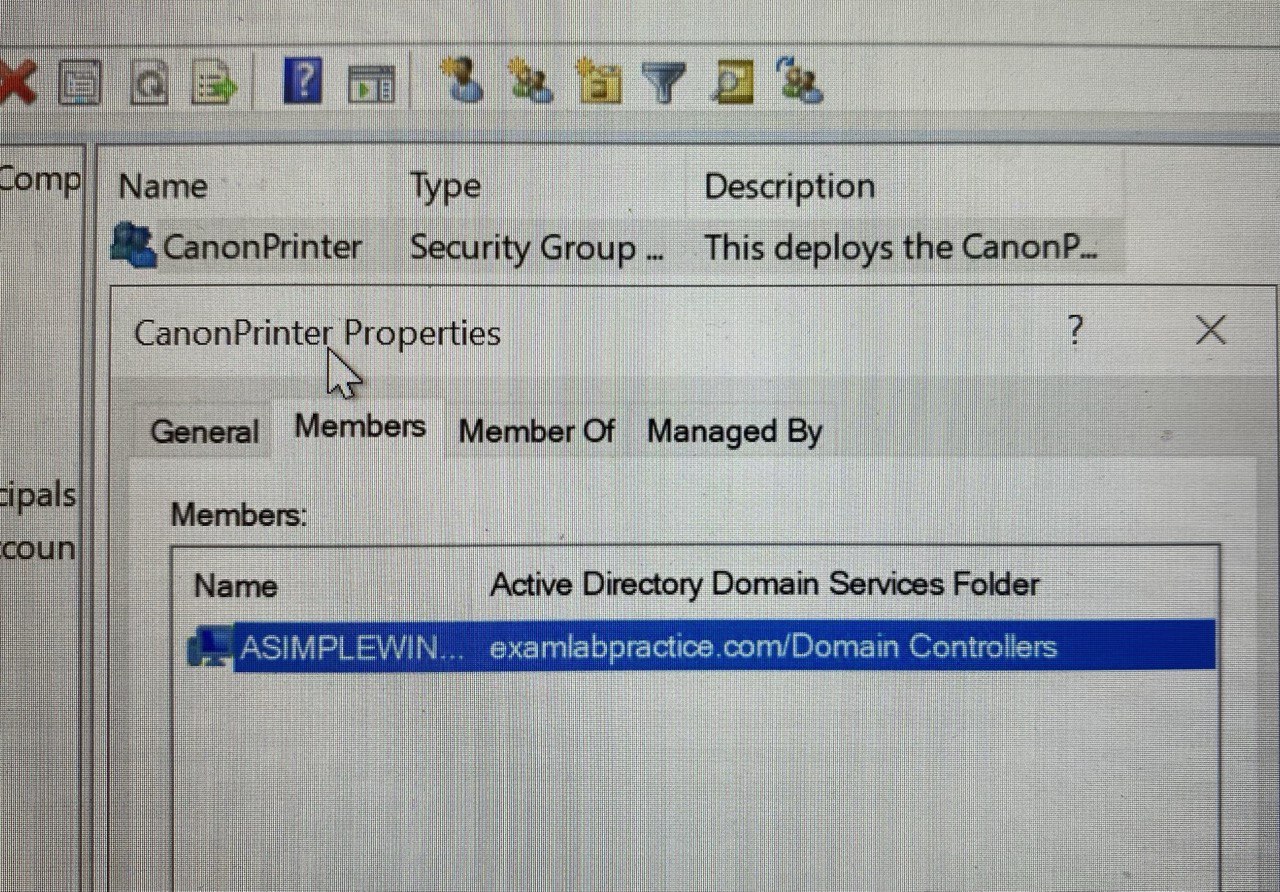 ?
Comp
Name Type Description
CanonPrinter Security Group ... This deploys the CanonP...
CanonPrinter Properties ? X
General Members Member Of Managed By
cipals
Members:
ccoun
Name Active Directory Domain Services Folder
ASIMPLEWIN... examlabpractice.com/Domain Controllers